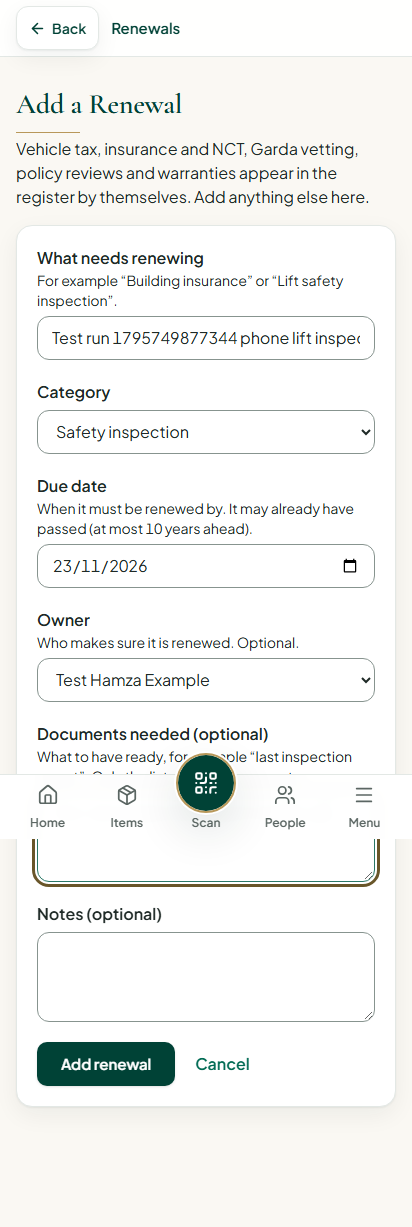 Back
Renewals
Add a Renewal
Vehicle tax, insurance and NCT, Garda vetting,
policy reviews and warranties appear in the
register by themselves. Add anything else here.
What needs renewing
For example “Building insurance” or “Lift safety
inspection”.
Test run 1795749877344 phone lift inspec
Category
Safety inspection
Due date
When it must be renewed by. It may already have
passed (at most 10 years ahead).
23/11/2026
Owner
Who makes sure it is renewed. Optional.
Test Hamza Example
Documents needed (optional)
What to have ready, “last inspection
Home
Items
Scan
People
Menu
Notes (optional)
Add renewal
Cancel